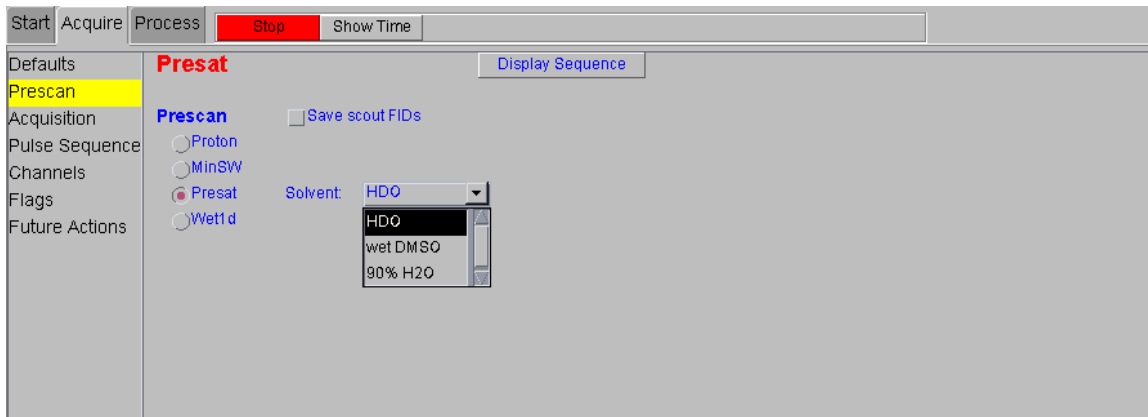 Start Acquire Process Stop Show Time
Defaults
Prescan
Acquisition
Pulse Sequence
Channels
Flags
Future Actions
Presat Display Sequence
Prescan Save scout FIDs
Proton
MinSW
Presat Solvent: HDO
Wet1d
HDO
wet DMSO
90% H2O